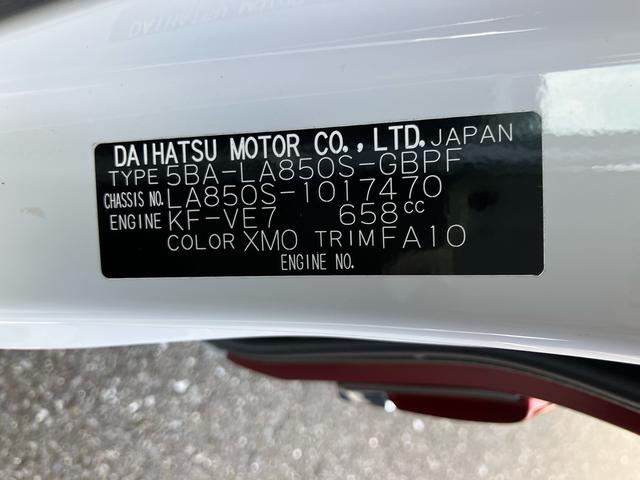 DAIHATSU MOTOR CO., LTD. JAPAN
TYPE 5BA-LA850S-GBPF
CHASSIS NO. LA850S-1017470
ENGINE KF-VE7 658cc
COLOR XM0 TRIM FA10
ENGINE NO.